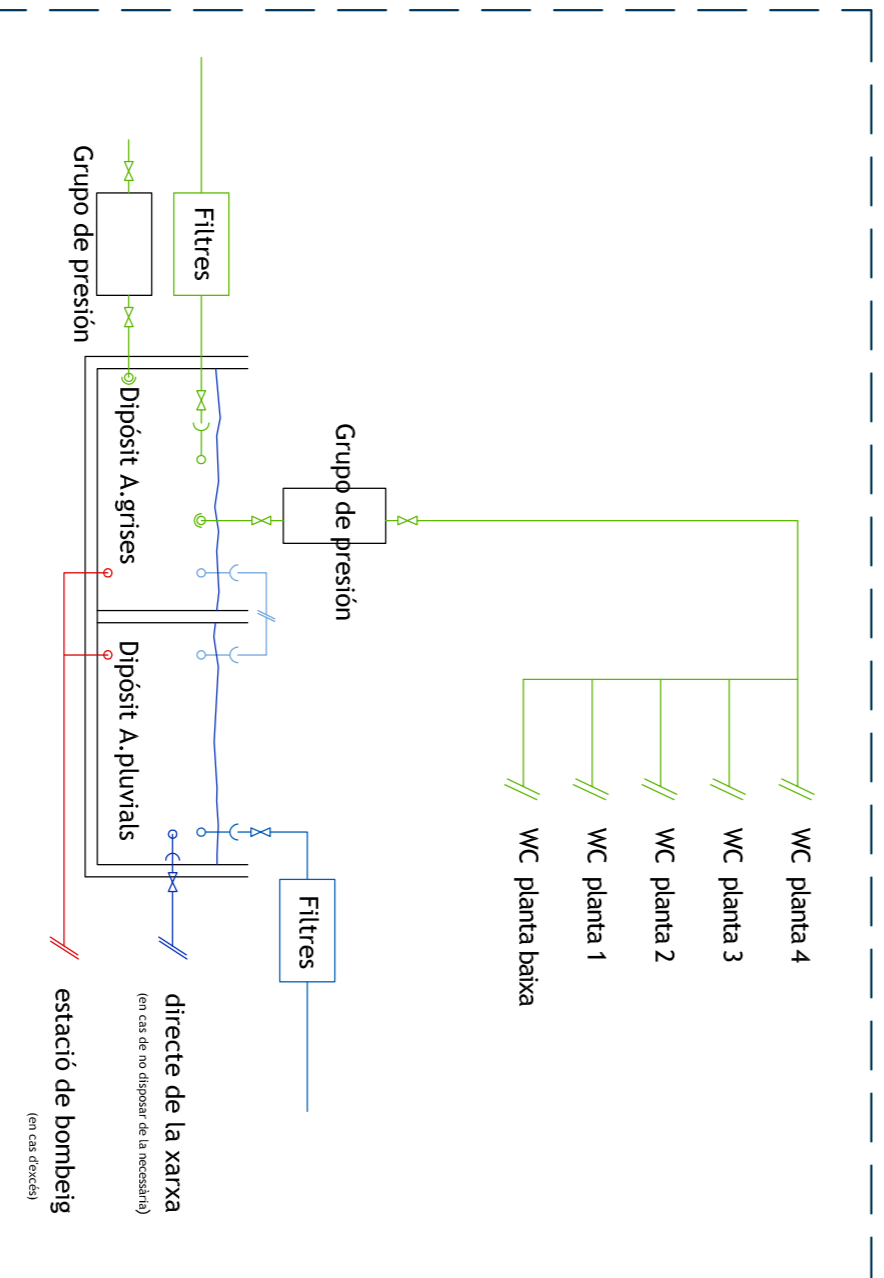 WC planta 4
WC planta 3
WC planta 2
WC planta 1
WC planta baixa
Grupo de presión
Filtres
Filtres
Grupo de presión
Dipósit A.grises
Dipósit A.pluvials
directe de la xarxa
(en cas de no disposar de la necessària)
estació de bombeig
(en cas d'excés)